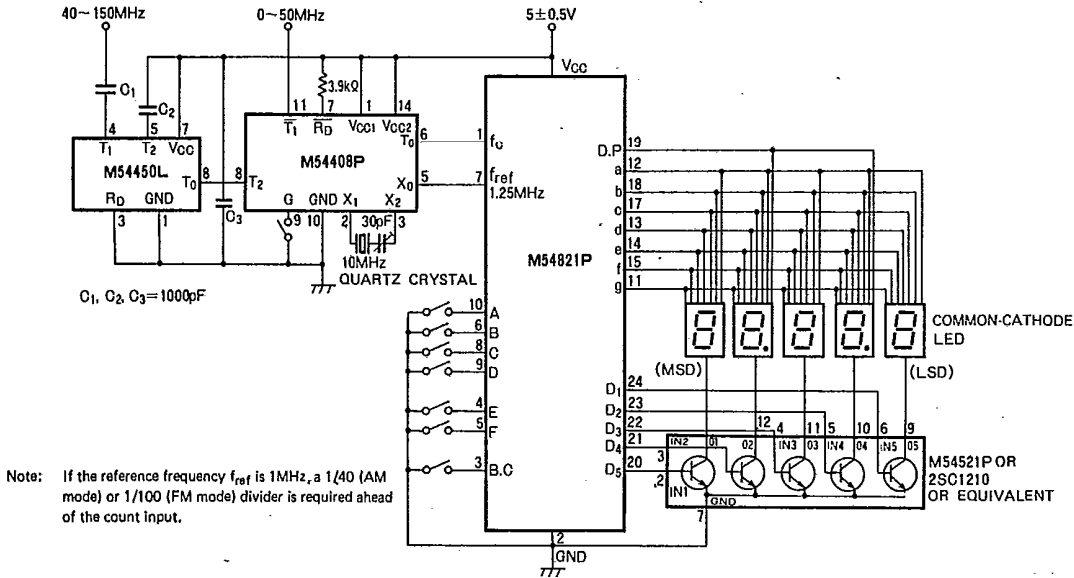 40~150MHz
0~50MHz
5±0.5V
VCC
C1
C2
3.9kΩ
4 5 7
T1 T2 VCC
M54450L
T0 8
RD GND
3 1
C3
11 7 1 14
T1 RD VCC1 VCC2
T0 6
M54408P
8 T2
X0 5
G GND X1 X2
9 10 2 3
30pF
10MHz
QUARTZ CRYSTAL
C1, C2, C3=1000pF
1 fC
7 fref
1.25MHz
M54821P
10 A
6 B
8 C
9 D
4 E
5 F
3 B.C
2
GND
D.P 19
a 12
b 18
c 17
d 13
e 14
f 15
g 11
COMMON-CATHODE
LED
(MSD)
(LSD)
D1 24
D2 23
D3 22
D4 21
D5 20
3 12 4 11 5 10 6 9
IN2 01 02 IN3 03 IN4 04 IN5 05
2
IN1
GND
7
M54521P OR
2SC1210
OR EQUIVALENT
Note: If the reference frequency fref is 1MHz, a 1/40 (AM
mode) or 1/100 (FM mode) divider is required ahead
of the count input.